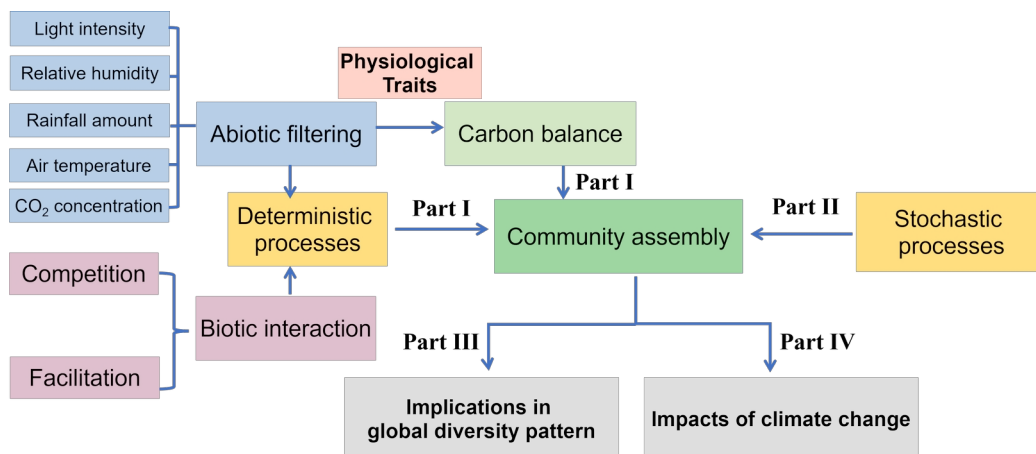 Light intensity
Relative humidity
Rainfall amount
Air temperature
CO₂ concentration
Physiological
Traits
Abiotic filtering
Carbon balance
Part I
Deterministic
processes
Part I
Community assembly
Part II
Stochastic
processes
Competition
Facilitation
Biotic interaction
Part III
Part IV
Implications in
global diversity pattern
Impacts of climate change